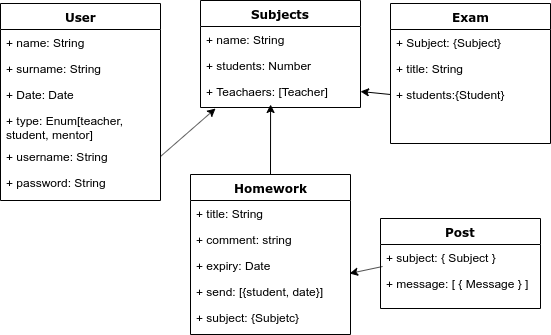 User
+ name: String
+ surname: String
+ Date: Date
+ type: Enum[teacher,
student, mentor]
+ username: String
+ password: String
Subjects
+ name: String
+ students: Number
+ Teachaers: [Teacher]
Exam
+ Subject: {Subject}
+ title: String
+ students:{Student}
Homework
+ title: String
+ comment: string
+ expiry: Date
+ send: [{student, date}]
+ subject: {Subjetc}
Post
+ subject: { Subject }
+ message: [ { Message } ]